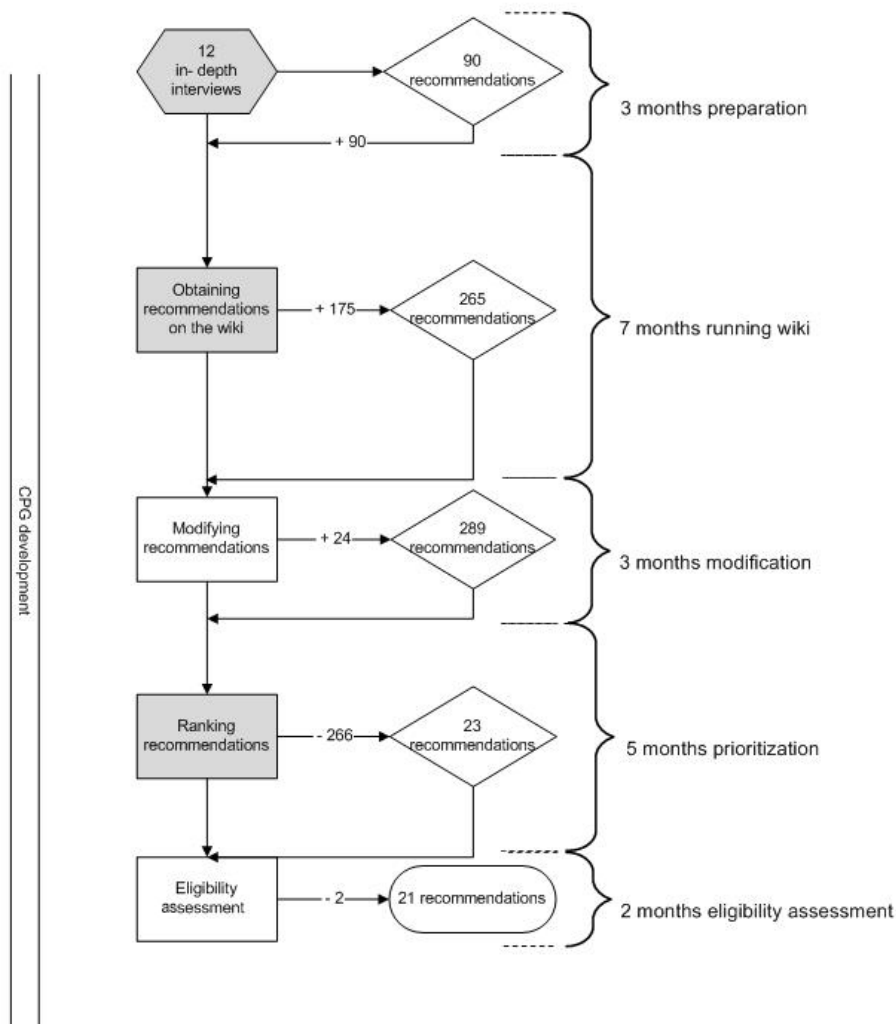 12
in- depth
interviews
90
recommendations
3 months preparation
+ 90
Obtaining
recommendations
on the wiki
+ 175
265
recommendations
7 months running wiki
CPG development
Modifying
recommendations
+ 24
289
recommendations
3 months modification
Ranking
recommendations
- 266
23
recommendations
5 months prioritization
Eligibility
assessment
- 2
21 recommendations
2 months eligibility assessment